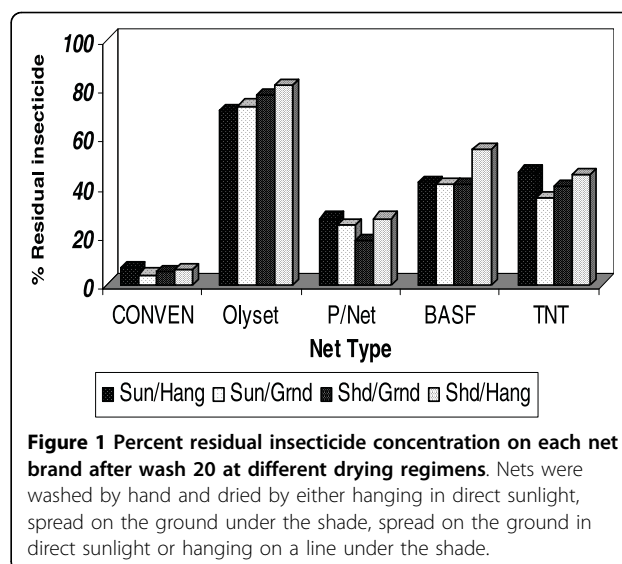 100
80
60
40
20
0
% Residual insecticide
CONVEN Olyset P/Net BASF TNT
Net Type
Sun/Hang Sun/Grnd Shd/Grnd Shd/Hang
Figure 1 Percent residual insecticide concentration on each net
brand after wash 20 at different drying regimens. Nets were
washed by hand and dried by either hanging in direct sunlight,
spread on the ground under the shade, spread on the ground in
direct sunlight or hanging on a line under the shade.